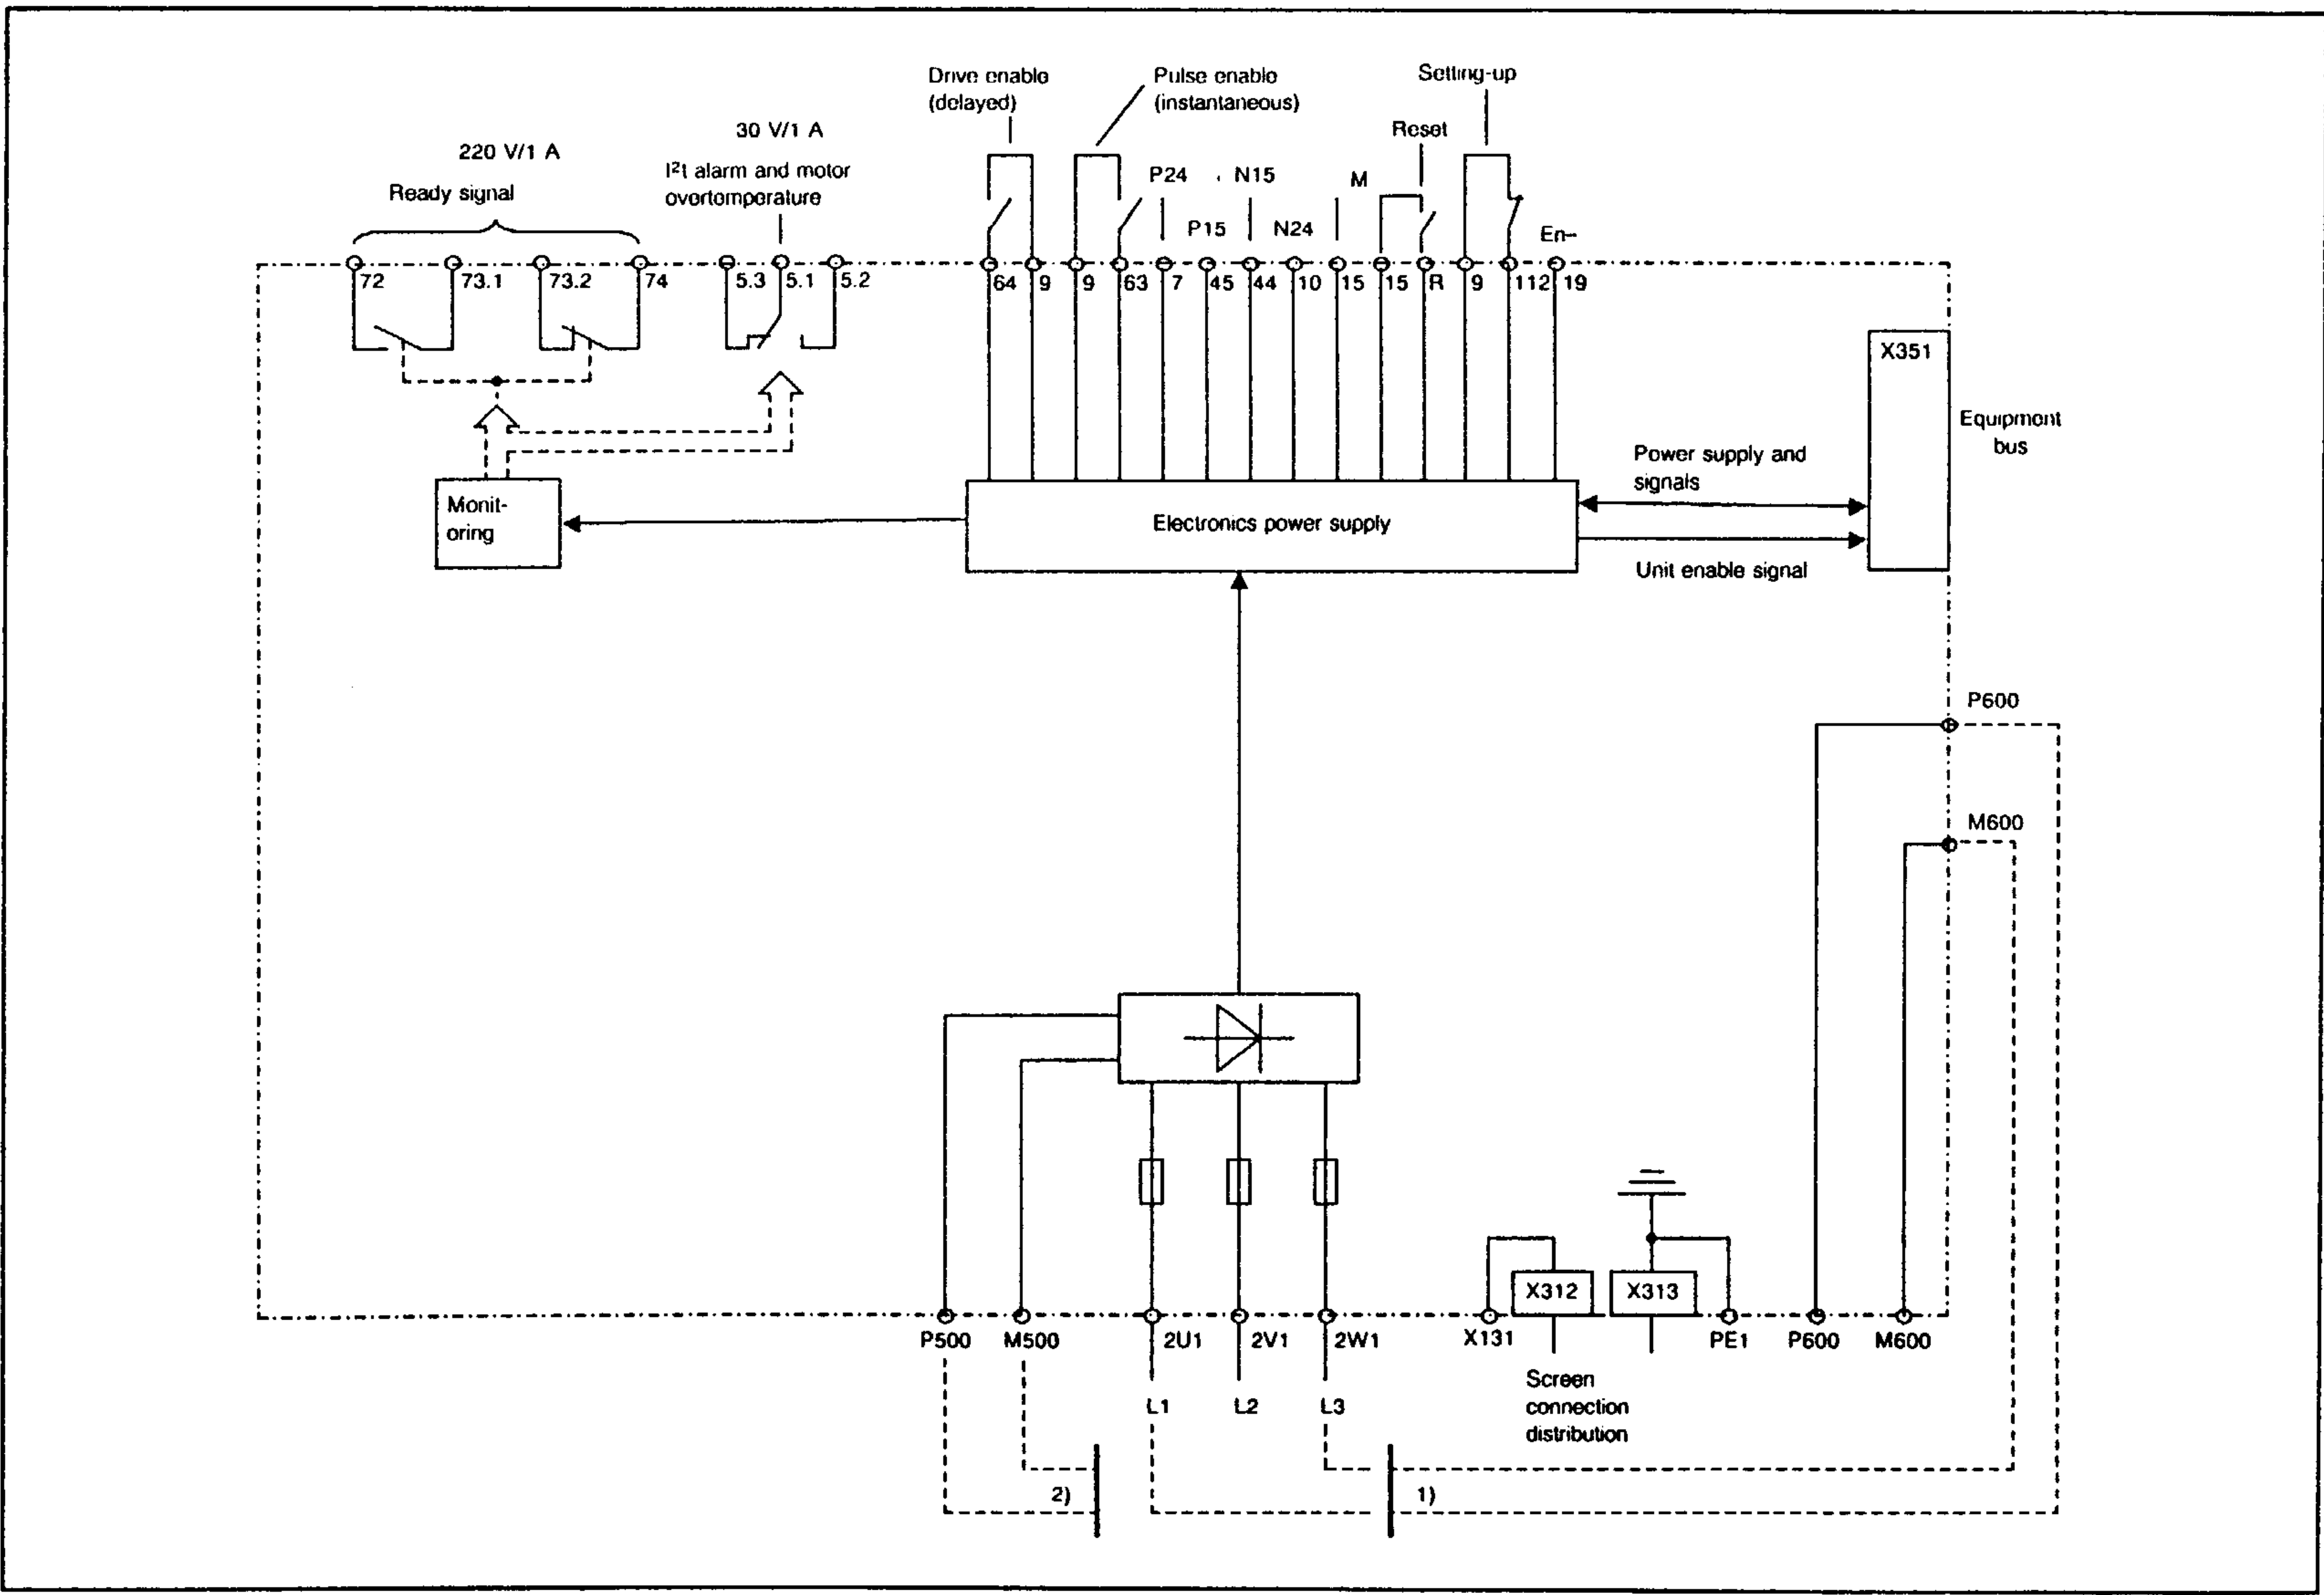 Drive enable
(delayed)
Pulse enable
(instantaneous)
Setting-up
30 V/1 A
Reset
220 V/1 A
I²t alarm and motor
overtemperature
Ready signal
P24
N15
M
P15
N24
En-
72
73.1
73.2
74
5.3
5.1
5.2
64
9
9
63
7
45
44
10
15
15
R
9
112
19
X351
Equipment
bus
Power supply and
signals
Monit-
oring
Electronics power supply
Unit enable signal
P600
M600
X312
X313
P500
M500
2U1
2V1
2W1
X131
PE1
P600
M600
Screen
connection
distribution
L1
L2
L3
2)
1)